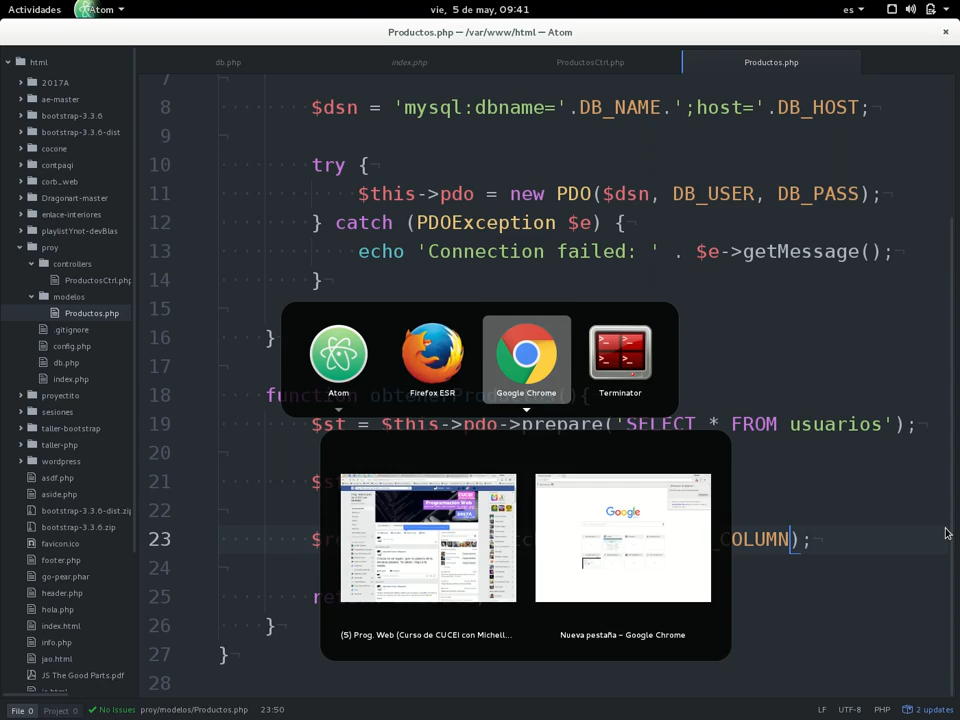 Actividades
Atom
vie, 5 de may, 09:41
es
Productos.php — /var/www/html — Atom
html
2017A
ae-master
bootstrap-3.3.6
bootstrap-3.3.6-dist
cocone
contpaqi
corb_web
Dragonart-master
enlace-interiores
playlistYnot-devBlas
proy
controllers
ProductosCtrl.php
modelos
Productos.php
.gitignore
config.php
db.php
index.php
proyectito
sesiones
taller-bootstrap
taller-php
wordpress
asdf.php
aside.php
bootstrap-3.3.6-dist.zip
bootstrap-3.3.6.zip
favicon.ico
footer.php
go-pear.phar
header.php
hola.php
index.html
info.php
jao.html
JS The Good Parts.pdf
db.php
index.php
ProductosCtrl.php
Productos.php
7
8 $dsn = 'mysql:dbname='.DB_NAME.';host='.DB_HOST;
9
10 try {
11 $this->pdo = new PDO($dsn, DB_USER, DB_PASS);
12 } catch (PDOException $e) {
13 echo 'Connection failed: ' . $e->getMessage();
14 }
15
16 }
17
18 function obtenerProductos(){
19 $st = $this->pdo->prepare('SELECT * FROM usuarios');
20
21 $s
22
23 $r COLUMN);
24
25 re
26 }
27 }
28
Atom
Firefox ESR
Google Chrome
Terminator
Programación Web
CUCEI
Google
(5) Prog. Web (Curso de CUCEI con Michell...
Nueva pestaña - Google Chrome
File 0
Project 0
No Issues
proy/modelos/Productos.php
23:50
LF
UTF-8
PHP
2 updates